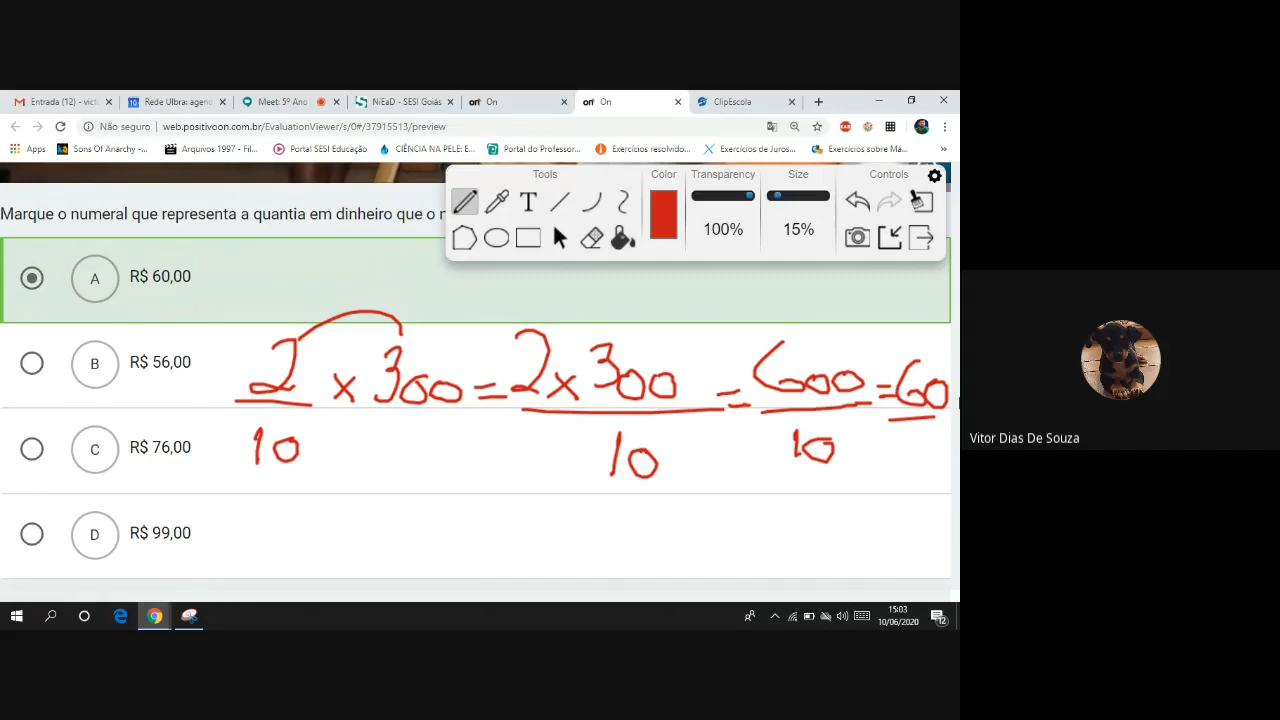 Entrada (12) - vict
Rede Ulbra: agend
Meet: 5º Ano
NiEaD - SESI Goiás
On
On
ClipEscola
Não seguro | web.positivoon.com.br/EvaluationViewer/s/0#/37915513/preview
Apps
Sons Of Anarchy -...
Arquivos 1997 - Fil...
Portal SESI Educação
CIÊNCIA NA PELE: E...
Portal do Professor...
Exercícios resolvido...
Exercícios de Juros...
Exercícios sobre Má...
Tools Color Transparency Size Controls
100% 15%
Marque o numeral que representa a quantia em dinheiro que o
A R$ 60,00
B R$ 56,00
2 x 300 = 2 x 300 = 600 = 60
10 10 10
C R$ 76,00
D R$ 99,00
Vitor Dias De Souza
15:03
10/06/2020
12